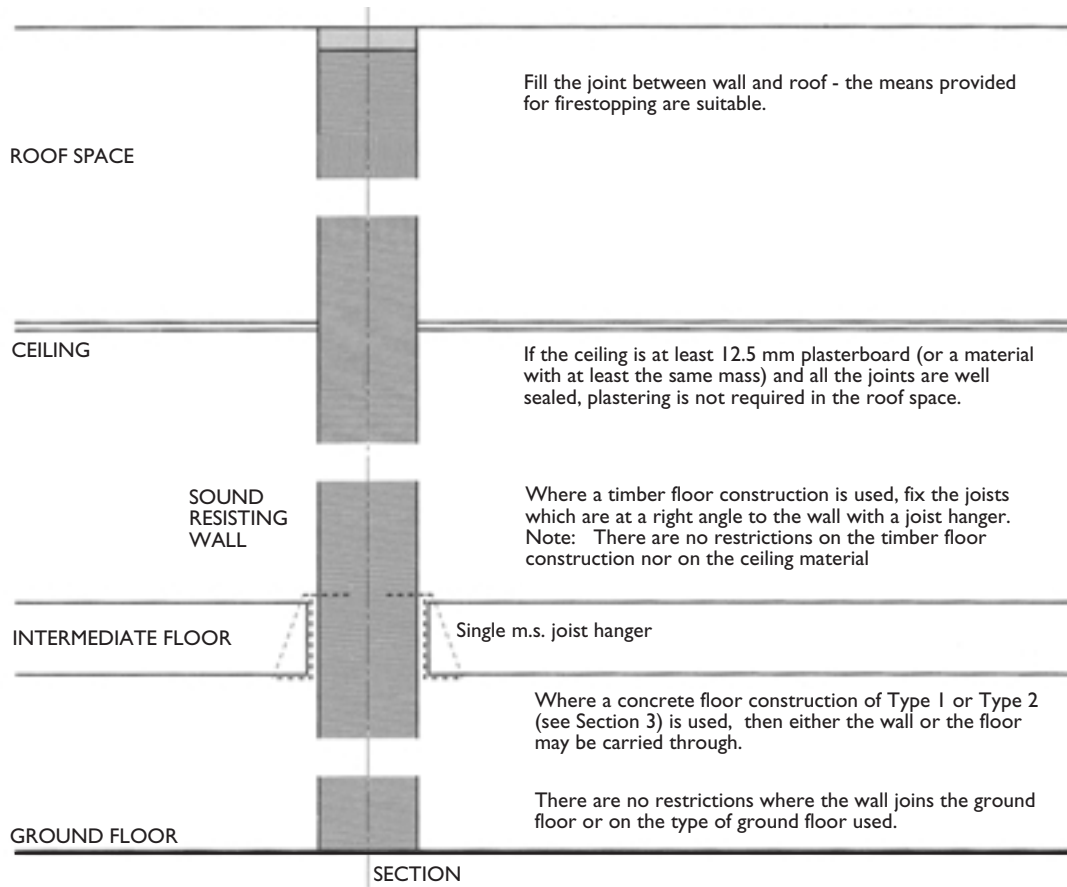 Fill the joint between wall and roof - the means provided
for firestopping are suitable.
ROOF SPACE
CEILING
If the ceiling is at least 12.5 mm plasterboard (or a material
with at least the same mass) and all the joints are well
sealed, plastering is not required in the roof space.
SOUND
RESISTING
WALL
Where a timber floor construction is used, fix the joists
which are at a right angle to the wall with a joist hanger.
Note: There are no restrictions on the timber floor
construction nor on the ceiling material
INTERMEDIATE FLOOR
Single m.s. joist hanger
Where a concrete floor construction of Type 1 or Type 2
(see Section 3) is used, then either the wall or the floor
may be carried through.
There are no restrictions where the wall joins the ground
floor or on the type of ground floor used.
GROUND FLOOR
SECTION